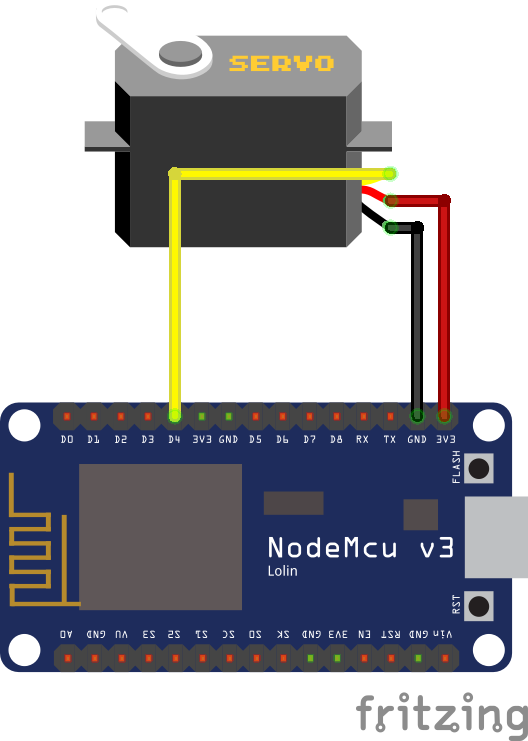 SERVO
D0 D1 D2 D3 D4 3V3 GND D5 D6 D7 D8 RX TX GND 3V3
FLASH
NodeMcu v3
Lolin
RST
A0 GND VU S3 S2 S1 SC S0 SK GND 3V3 EN RST GND Vin
fritzing